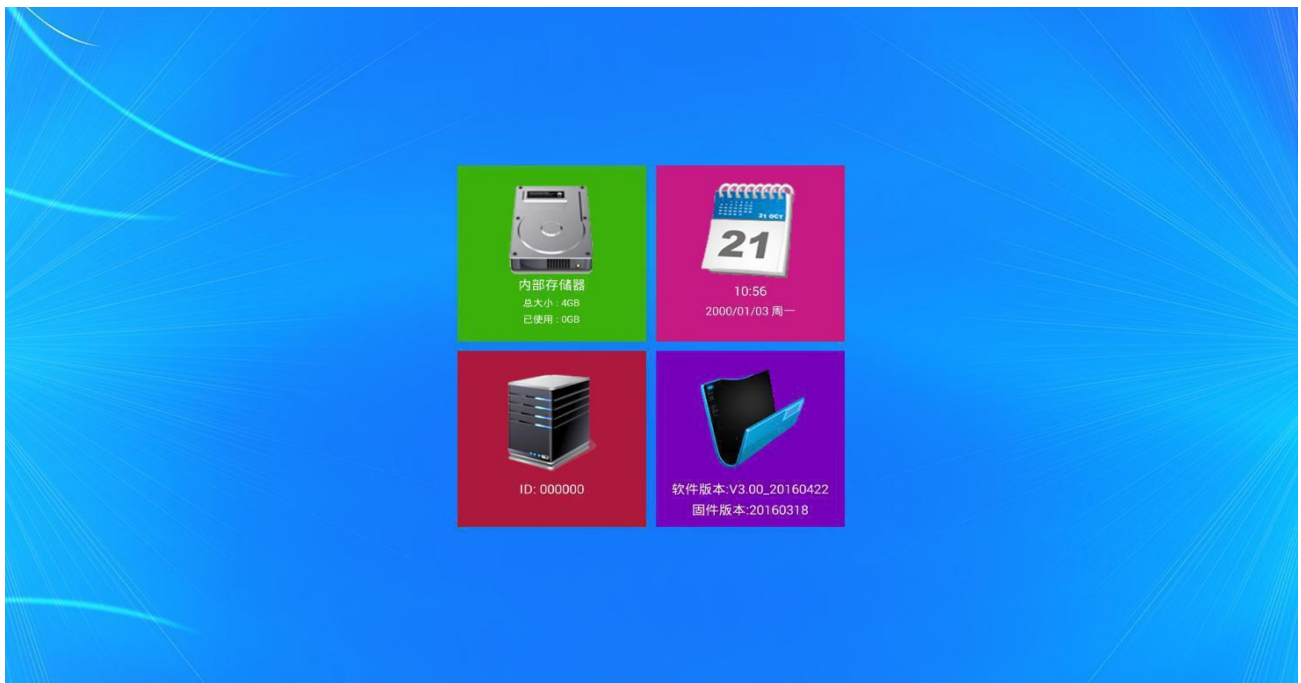 内部存储器
总大小 : 4GB
已使用 : 0GB
21 OCT
21
10:56
2000/01/03 周一
ID: 000000
软件版本:V3.00_20160422
固件版本:20160318